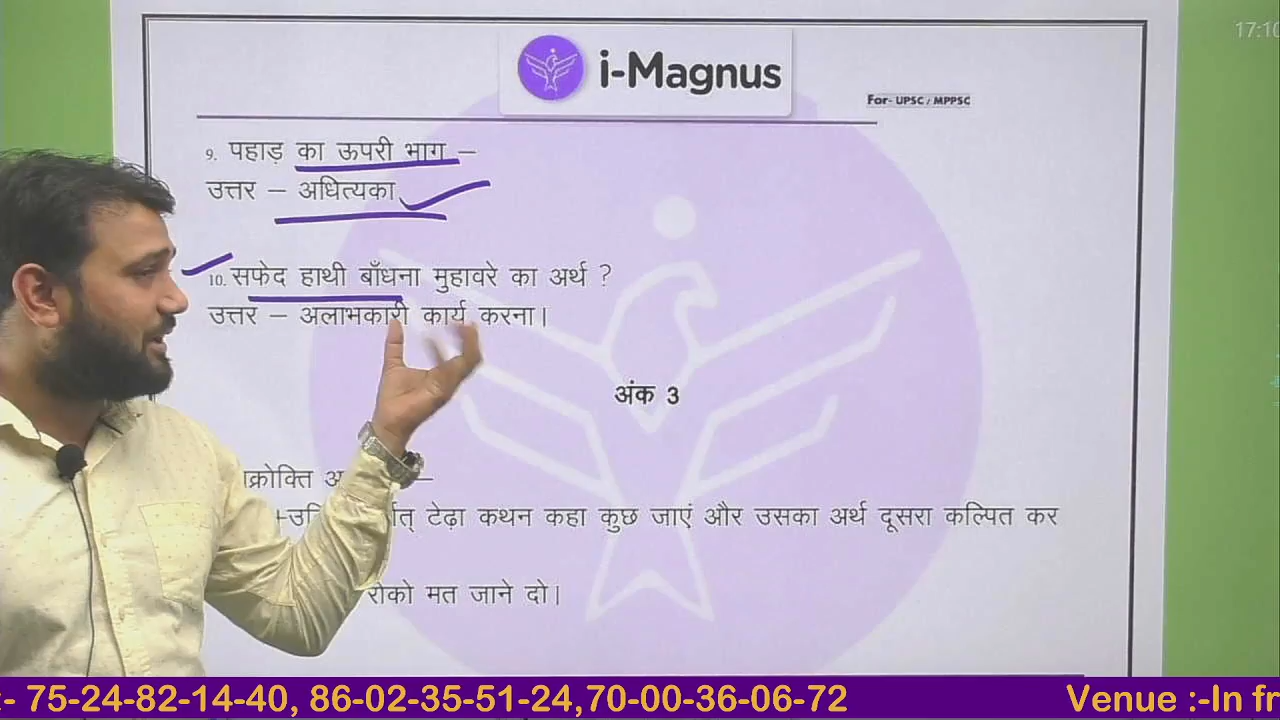 17:10
i-Magnus
For- UPSC / MPPSC
9. पहाड़ का ऊपरी भाग –
उत्तर – अधित्यका
10. सफेद हाथी बाँधना मुहावरे का अर्थ ?
उत्तर – अलाभकारी कार्य करना।
अंक 3
टेढ़ा कथन कहा कुछ जाएं और उसका अर्थ दूसरा कल्पित कर
रोको मत जाने दो।
:- 75-24-82-14-40, 86-02-35-51-24,70-00-36-06-72 Venue :-In fr